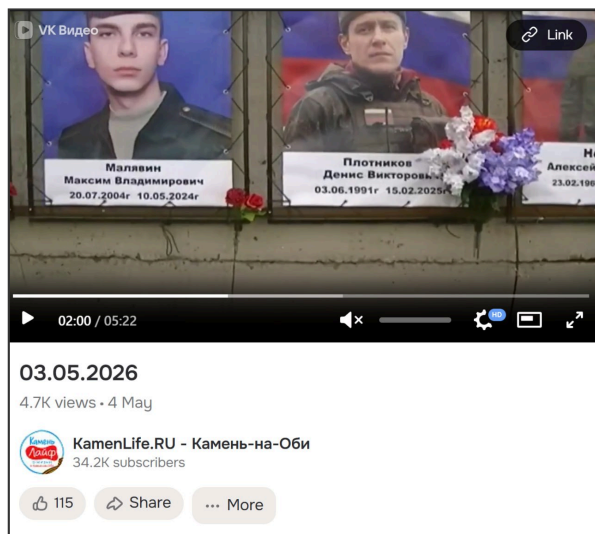 VK Видео
Link
Малявин
Максим Владимирович
20.07.2004г 10.05.2024г
Плотников
Денис Викторович
03.06.1991г 15.02.2025г
Алексей
02:00 / 05:22
HD
03.05.2026
4.7K views • 4 May
Камень
Лайф
KamenLife.RU - Камень-на-Оби
34.2K subscribers
115
Share
... More